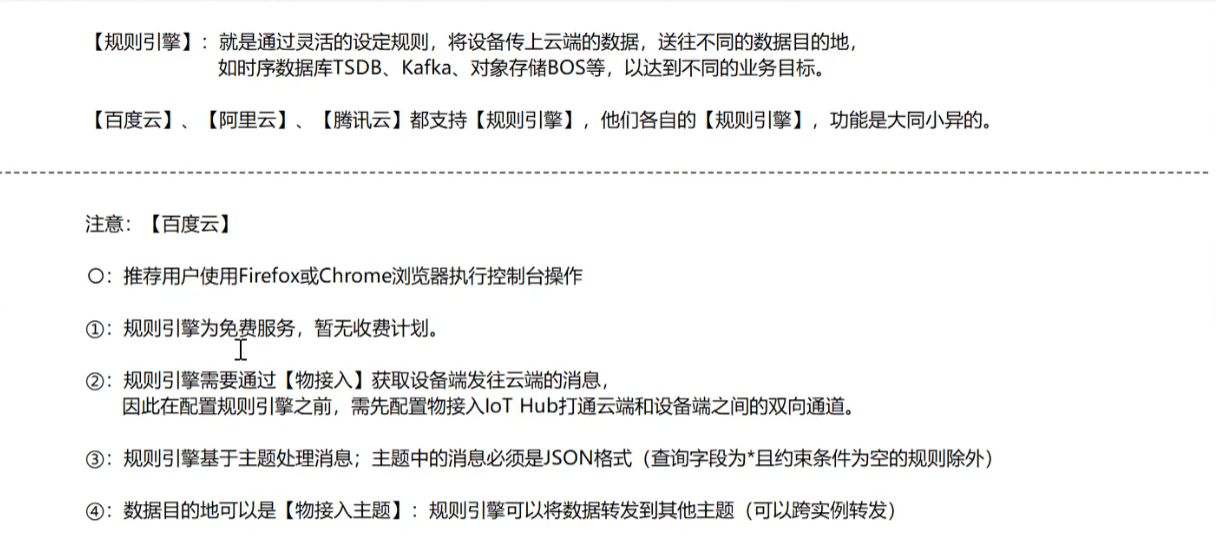 【规则引擎】：就是通过灵活的设定规则，将设备传上云端的数据，送往不同的数据目的地，
如时序数据库TSDB、Kafka、对象存储BOS等，以达到不同的业务目标。
【百度云】、【阿里云】、【腾讯云】都支持【规则引擎】，他们各自的【规则引擎】，功能是大同小异的。
注意：【百度云】
〇：推荐用户使用Firefox或Chrome浏览器执行控制台操作
①：规则引擎为免费服务，暂无收费计划。
②：规则引擎需要通过【物接入】获取设备端发往云端的消息，
因此在配置规则引擎之前，需先配置物接入IoT Hub打通云端和设备端之间的双向通道。
③：规则引擎基于主题处理消息；主题中的消息必须是JSON格式（查询字段为*且约束条件为空的规则除外）
④：数据目的地可以是【物接入主题】：规则引擎可以将数据转发到其他主题（可以跨实例转发）